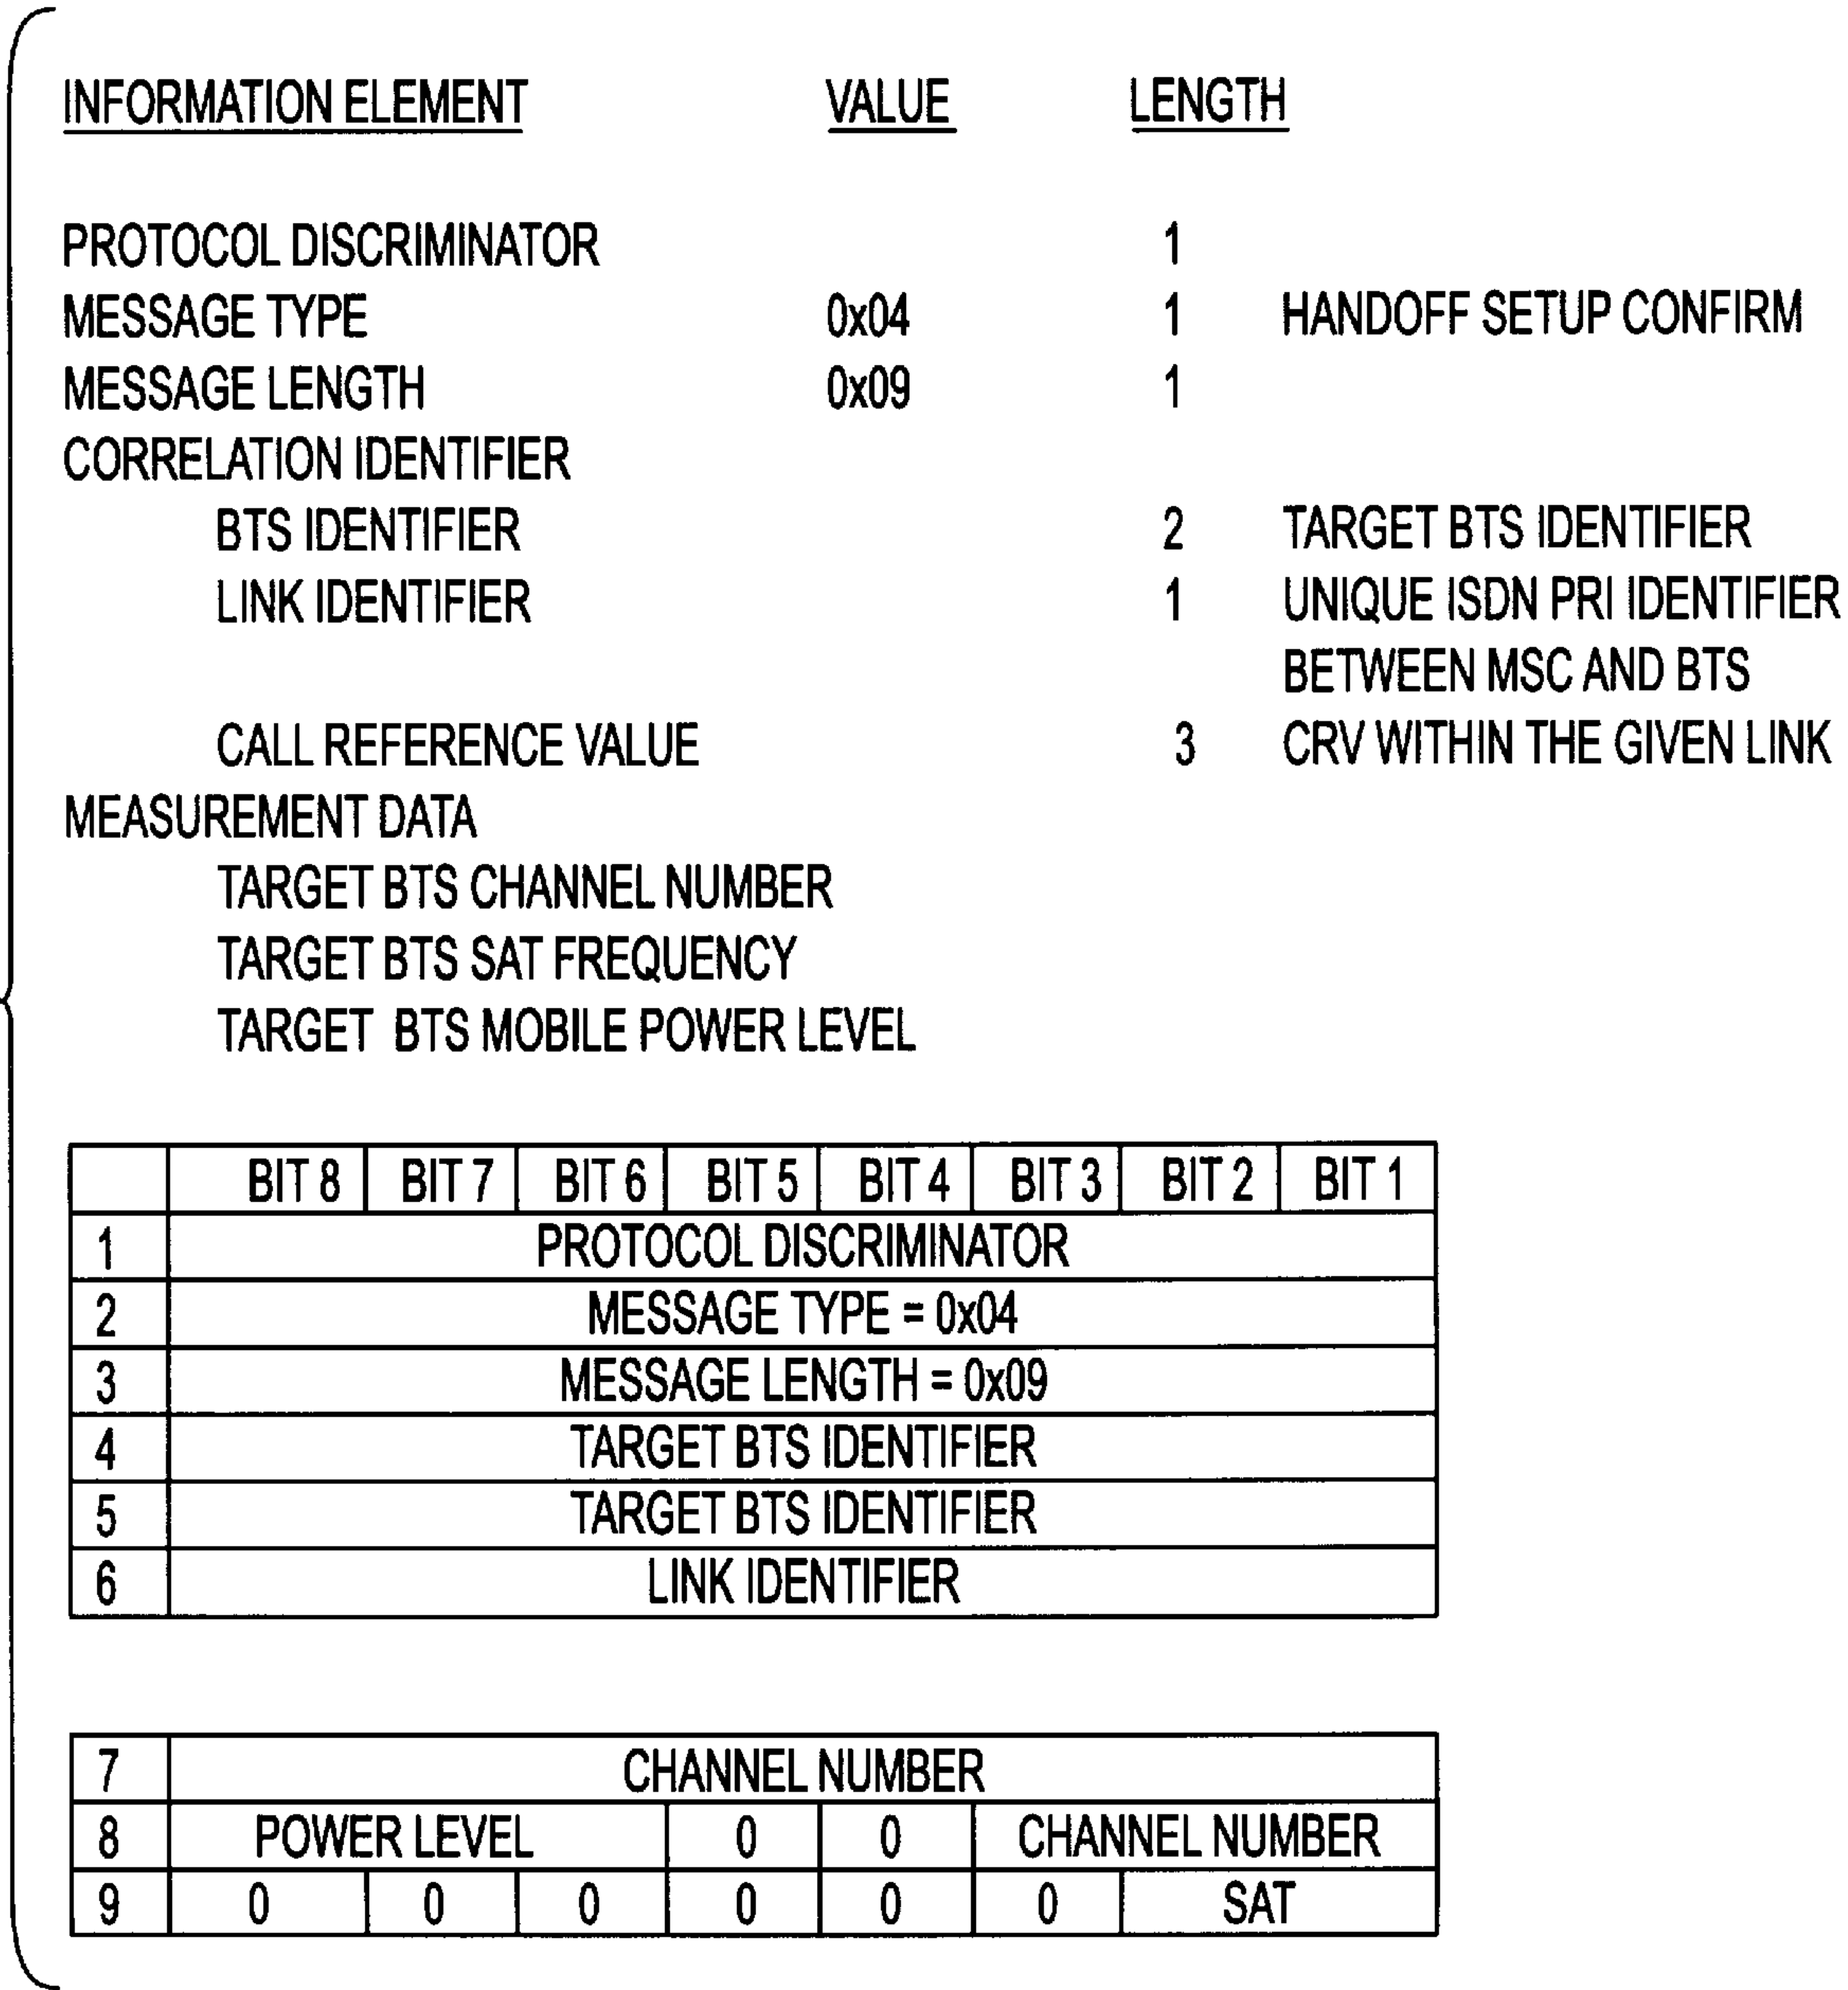 INFORMATION ELEMENT VALUE LENGTH
PROTOCOL DISCRIMINATOR 1
MESSAGE TYPE 0x04 1 HANDOFF SETUP CONFIRM
MESSAGE LENGTH 0x09 1
CORRELATION IDENTIFIER
BTS IDENTIFIER 2 TARGET BTS IDENTIFIER
LINK IDENTIFIER 1 UNIQUE ISDN PRI IDENTIFIER
BETWEEN MSC AND BTS
CALL REFERENCE VALUE 3 CRV WITHIN THE GIVEN LINK
MEASUREMENT DATA
TARGET BTS CHANNEL NUMBER
TARGET BTS SAT FREQUENCY
TARGET BTS MOBILE POWER LEVEL
BIT 8 BIT 7 BIT 6 BIT 5 BIT 4 BIT 3 BIT 2 BIT 1
1 PROTOCOL DISCRIMINATOR
2 MESSAGE TYPE = 0x04
3 MESSAGE LENGTH = 0x09
4 TARGET BTS IDENTIFIER
5 TARGET BTS IDENTIFIER
6 LINK IDENTIFIER
7 CHANNEL NUMBER
8 POWER LEVEL 0 0 CHANNEL NUMBER
9 0 0 0 0 0 0 SAT